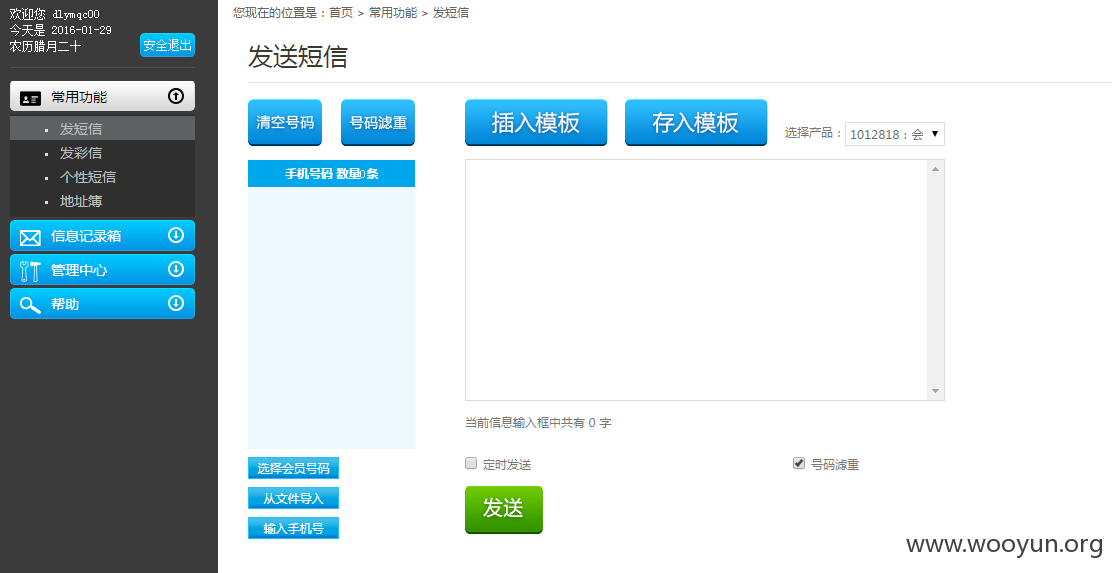 欢迎您 dlymqc00
今天是 2016-01-29
农历腊月二十
安全退出
常用功能
发短信
发彩信
个性短信
地址簿
信息记录箱
管理中心
帮助
您现在的位置是：首页 > 常用功能 > 发短信
发送短信
清空号码
号码滤重
插入模板
存入模板
选择产品：
1012818：会
手机号码 数量0条
当前信息输入框中共有 0 字
选择会员号码
从文件导入
输入手机号
定时发送
号码滤重
发送
www.wooyun.org